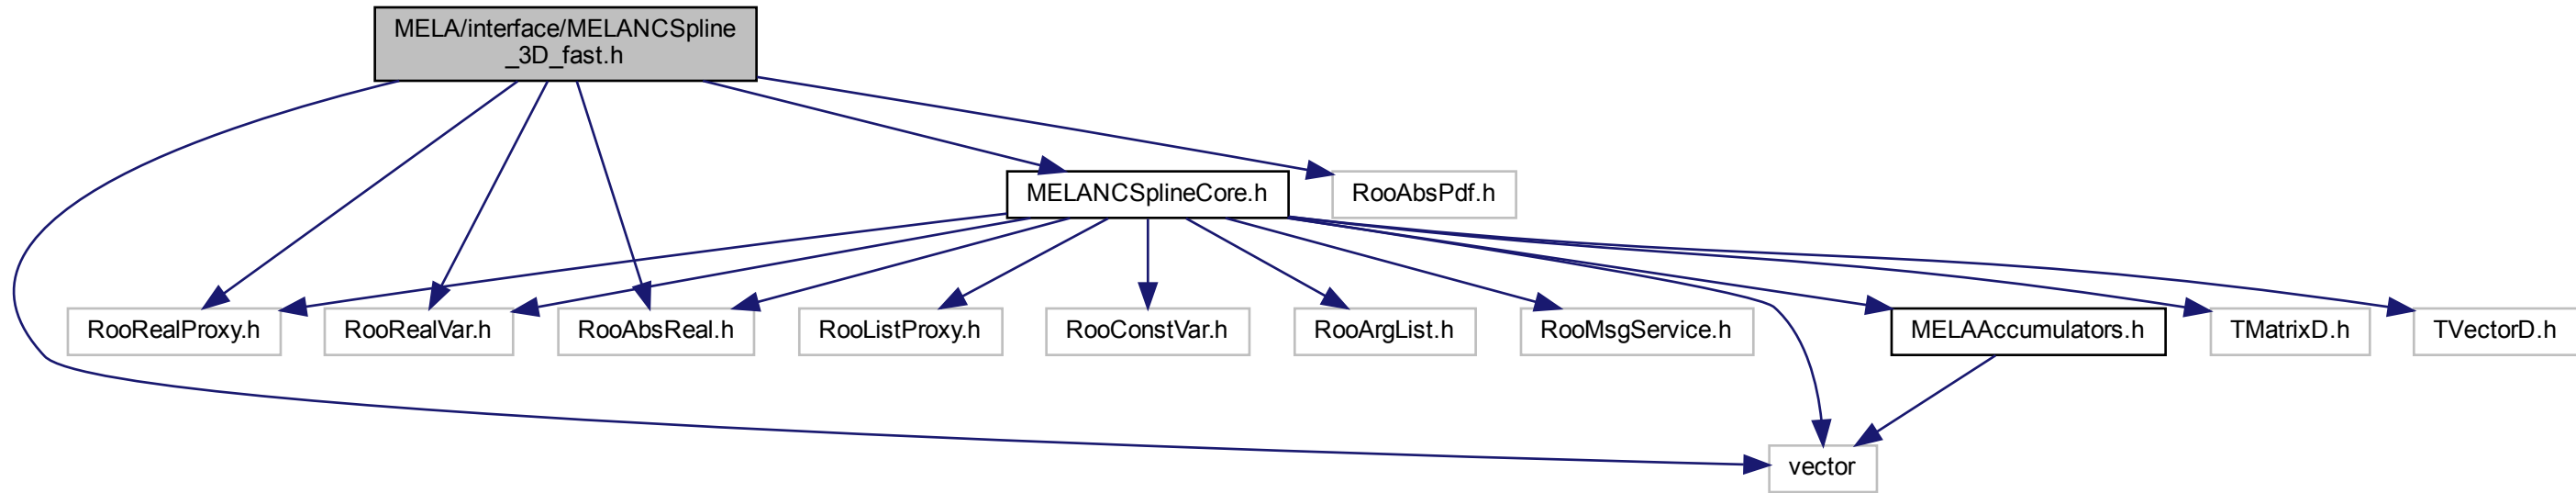 MELA/interface/MELANCSpline
_3D_fast.h
MELANCSplineCore.h
RooAbsPdf.h
RooRealProxy.h
RooRealVar.h
RooAbsReal.h
RooListProxy.h
RooConstVar.h
RooArgList.h
RooMsgService.h
MELAAccumulators.h
TMatrixD.h
TVectorD.h
vector